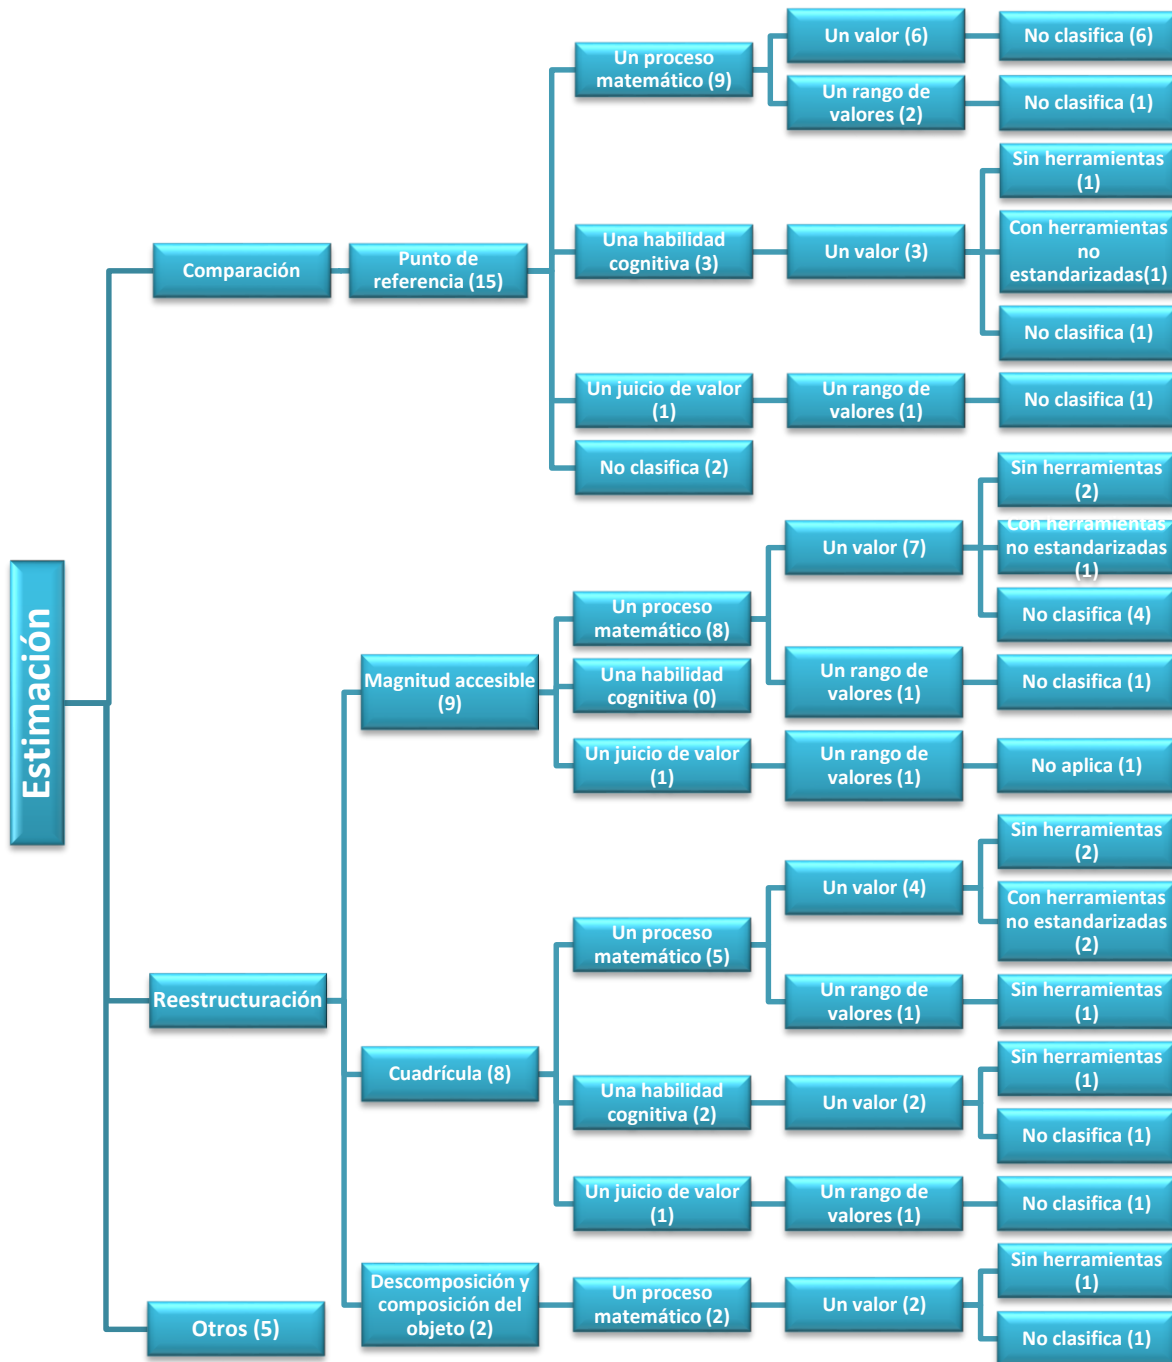 Estimación
Comparación
Punto de
referencia (15)
Un proceso
matemático (9)
Un valor (6)
No clasifica (6)
Un rango de
valores (2)
No clasifica (1)
Una habilidad
cognitiva (3)
Un valor (3)
Sin herramientas
(1)
Con herramientas
no
estandarizadas(1)
No clasifica (1)
Un juicio de valor
(1)
Un rango de
valores (1)
No clasifica (1)
No clasifica (2)
Reestructuración
Magnitud accesible
(9)
Un proceso
matemático (8)
Un valor (7)
Sin herramientas
(2)
Con herramientas
no estandarizadas
(1)
No clasifica (4)
Un rango de
valores (1)
No clasifica (1)
Una habilidad
cognitiva (0)
Un juicio de valor
(1)
Un rango de
valores (1)
No aplica (1)
Cuadrícula (8)
Un proceso
matemático (5)
Un valor (4)
Sin herramientas
(2)
Con herramientas
no estandarizadas
(2)
Un rango de
valores (1)
Sin herramientas
(1)
Una habilidad
cognitiva (2)
Un valor (2)
Sin herramientas
(1)
No clasifica (1)
Un juicio de valor
(1)
Un rango de
valores (1)
No clasifica (1)
Descomposición y
composición del
objeto (2)
Un proceso
matemático (2)
Un valor (2)
Sin herramientas
(1)
No clasifica (1)
Otros (5)